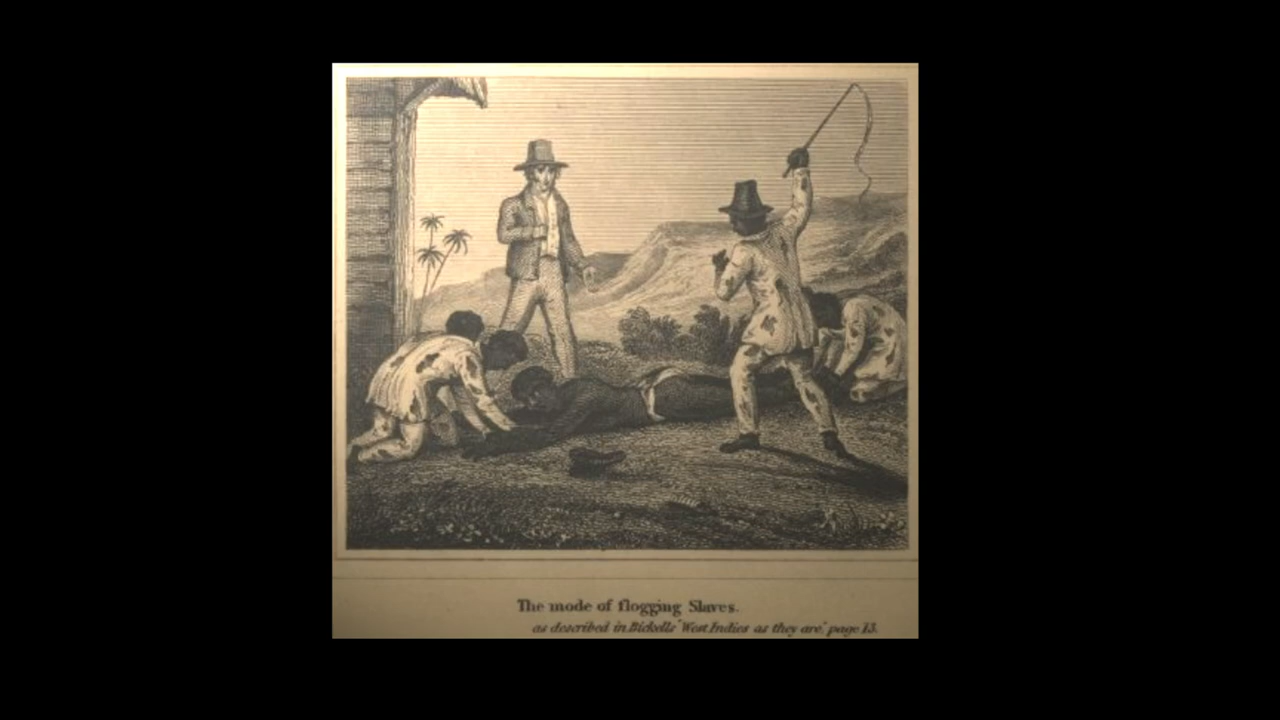 The mode of flogging Slaves.
as described in Bickells 'West Indies as they are' page 13.